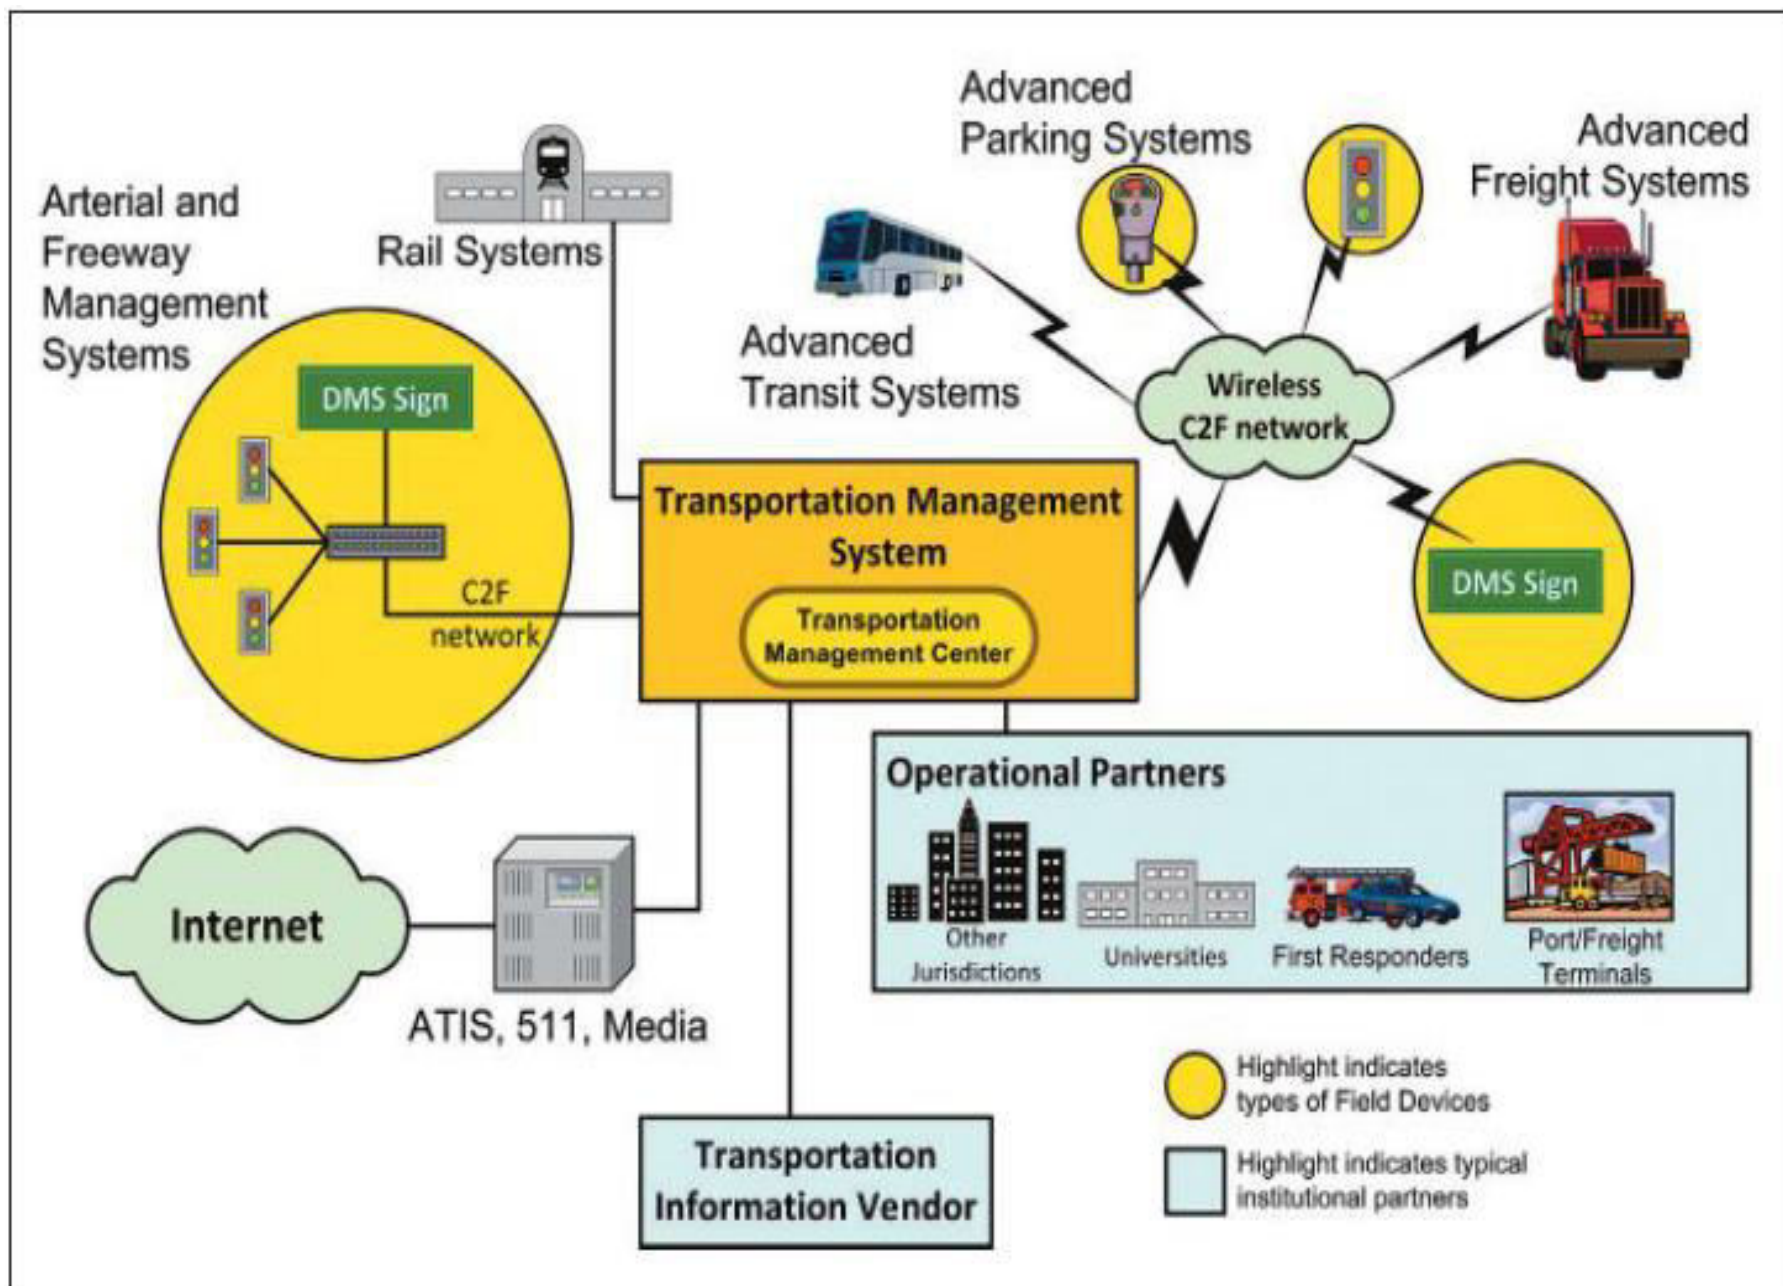 Arterial and
Freeway
Management
Systems
Rail Systems
Advanced
Parking Systems
Advanced
Freight Systems
Advanced
Transit Systems
Wireless
C2F network
DMS Sign
C2F
network
Transportation Management
System
Transportation
Management Center
DMS Sign
Operational Partners
Other
Jurisdictions
Universities
First Responders
Port/Freight
Terminals
Internet
ATIS, 511, Media
Transportation
Information Vendor
Highlight indicates
types of Field Devices
Highlight indicates typical
institutional partners